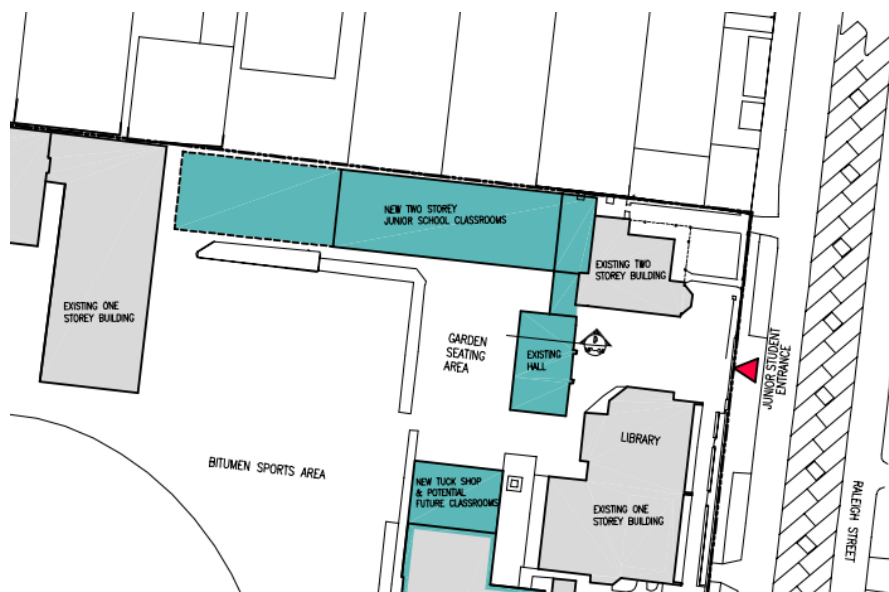 NEW TWO STOREY
JUNIOR SCHOOL CLASSROOMS
EXISTING TWO
STOREY BUILDING
EXISTING ONE
STOREY BUILDING
GARDEN
SEATING
AREA
EXISTING
HALL
D
JUNIOR STUDENT
ENTRANCE
LIBRARY
BITUMEN SPORTS AREA
NEW TUCK SHOP
& POTENTIAL
FUTURE CLASSROOMS
EXISTING ONE
STOREY BUILDING
RALEIGH STREET